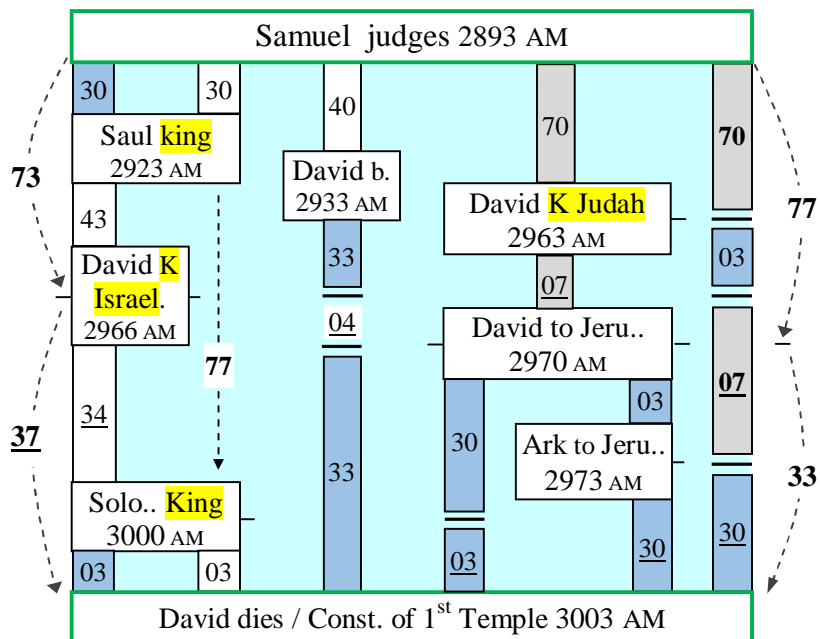 Samuel judges 2893 AM
30
30
40
70
70
Saul king
2923 AM
David b.
2933 AM
73
43
David K Judah
2963 AM
77
03
33
David K
Israel.
2966 AM
07
04
David to Jeru..
2970 AM
77
07
34
37
33
30
03
Ark to Jeru..
2973 AM
33
Solo.. King
3000 AM
03
03
03
30
30
David dies / Const. of 1st Temple 3003 AM